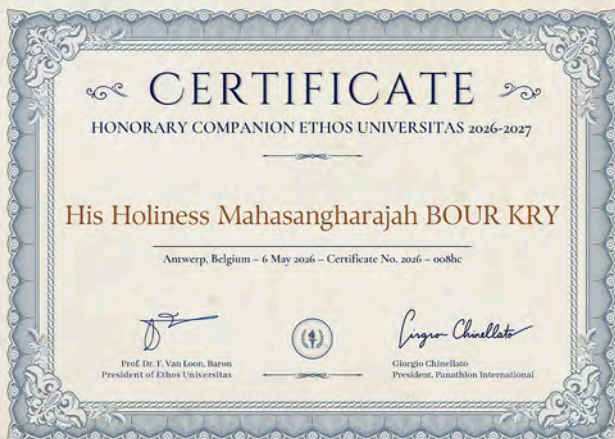 CERTIFICATE
HONORARY COMPANION ETHOS UNIVERSITAS 2026-2027
His Holiness Mahasangharajah BOUR KRY
Antwerp, Belgium – 6 May 2026 – Certificate No. 2026 – 008hc
Prof. Dr. F. Van Loon, Baron
President of Ethos Universitas
Giorgio Chinellato
President, Panathlon International